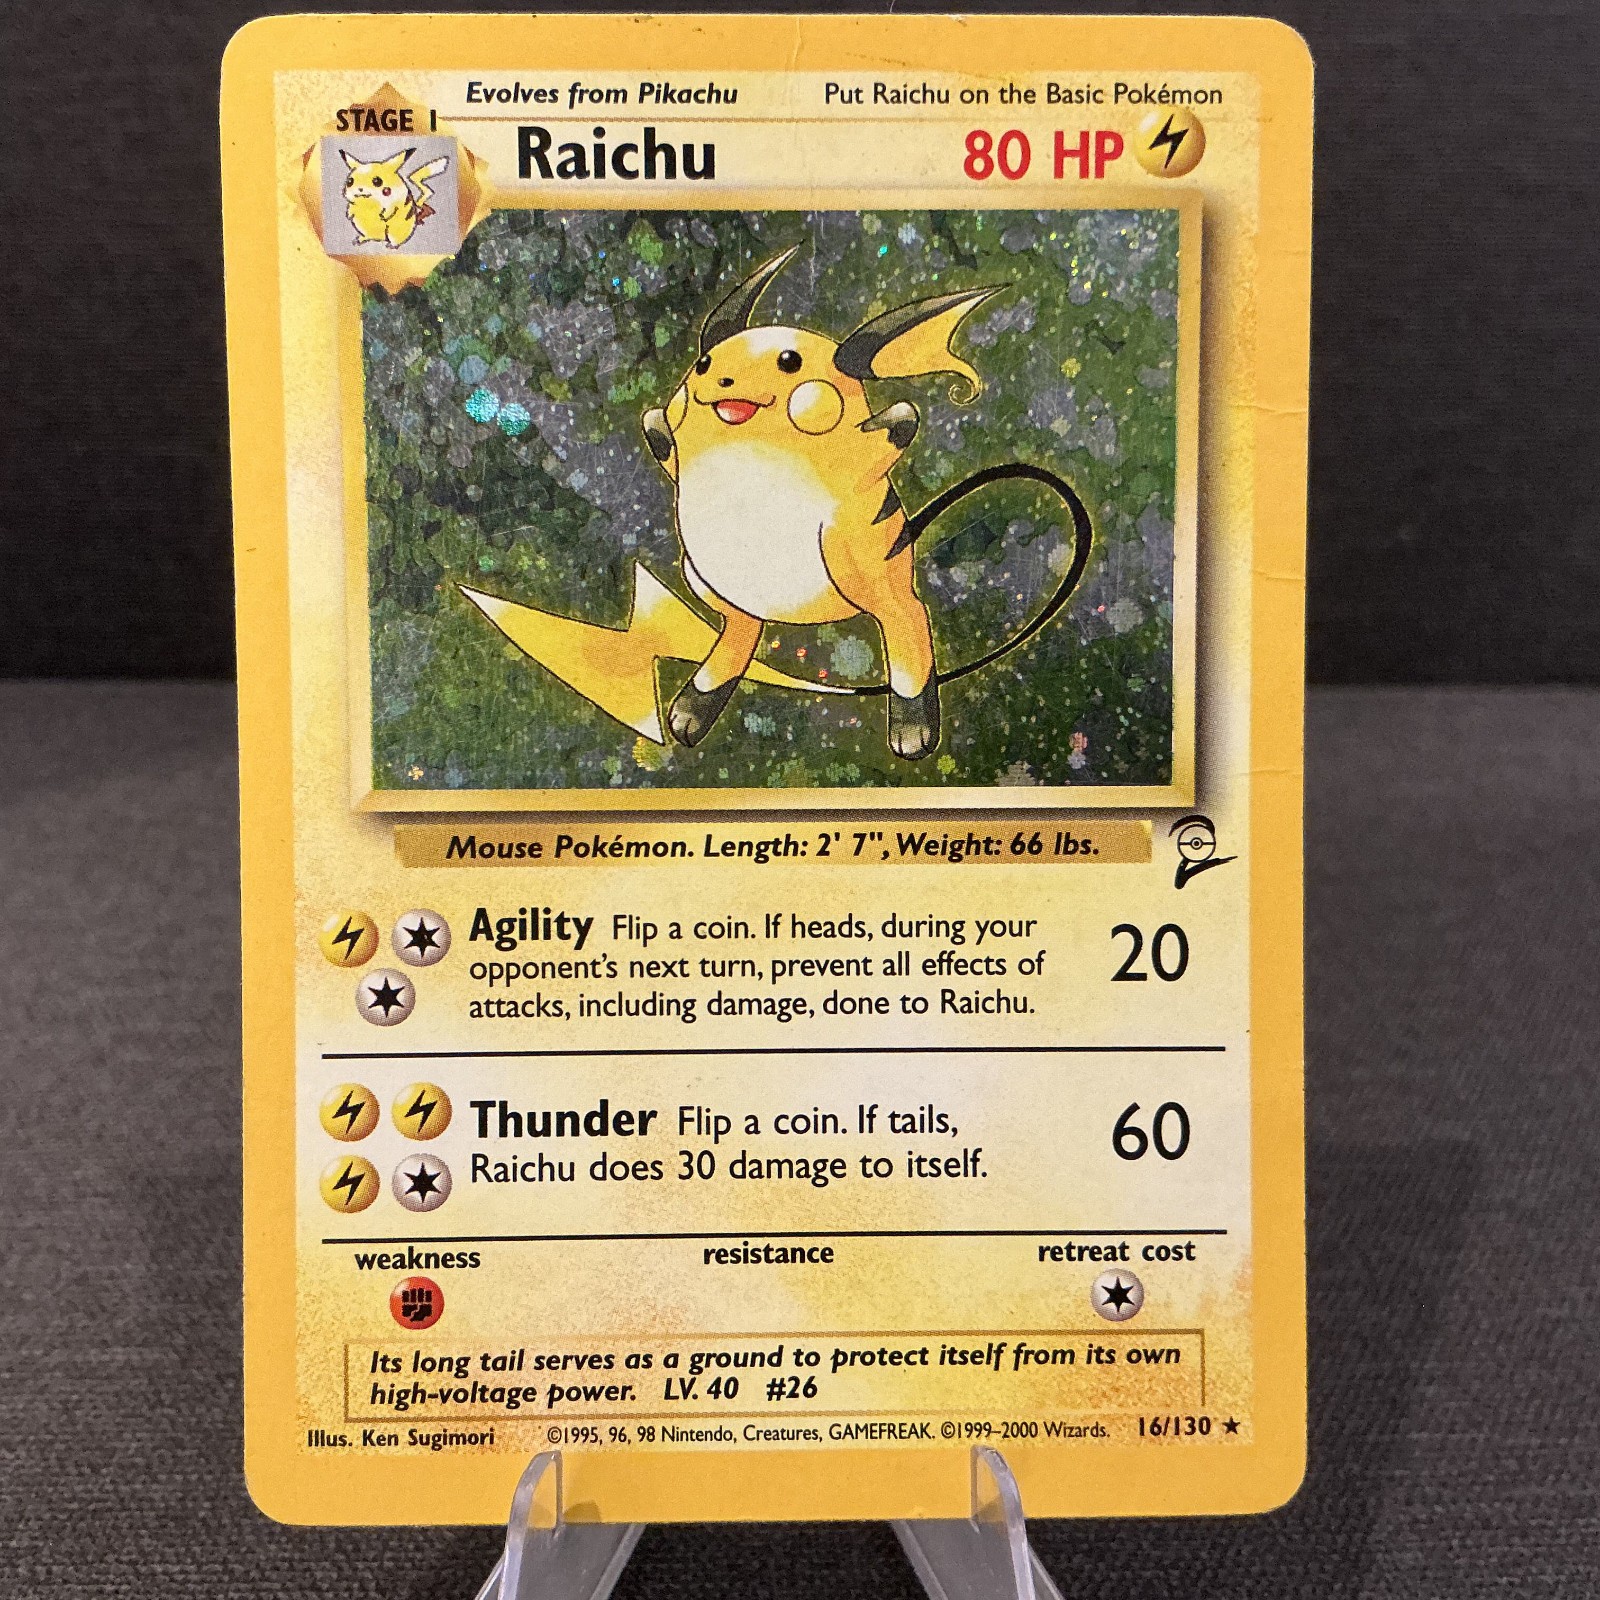 Evolves from Pikachu Put Raichu on the Basic Pokémon
STAGE 1
Raichu 80 HP
Mouse Pokémon. Length: 2' 7", Weight: 66 lbs.
Agility Flip a coin. If heads, during your
opponent's next turn, prevent all effects of
attacks, including damage, done to Raichu.
20
Thunder Flip a coin. If tails,
Raichu does 30 damage to itself.
60
weakness resistance retreat cost
Its long tail serves as a ground to protect itself from its own
high-voltage power. LV. 40 #26
Illus. Ken Sugimori ©1995, 96, 98 Nintendo, Creatures, GAMEFREAK. ©1999–2000 Wizards. 16/130 ★